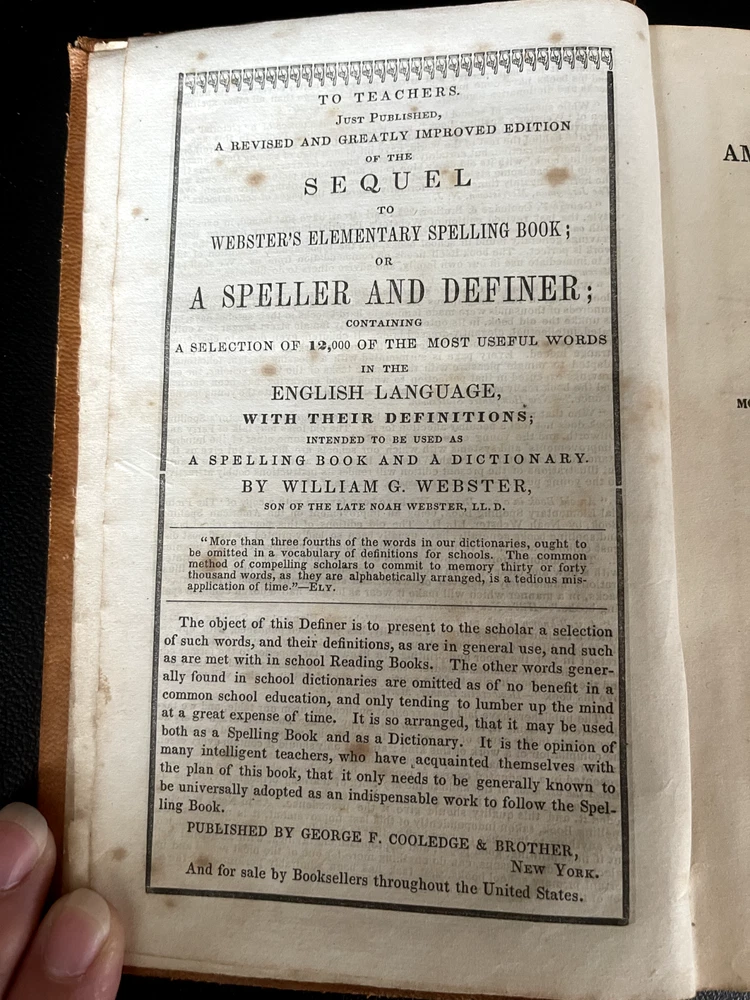 TO TEACHERS.
JUST PUBLISHED,
A REVISED AND GREATLY IMPROVED EDITION
OF THE
SEQUEL
TO
WEBSTER'S ELEMENTARY SPELLING BOOK;
OR
A SPELLER AND DEFINER;
CONTAINING
A SELECTION OF 12,000 OF THE MOST USEFUL WORDS
IN THE
ENGLISH LANGUAGE,
WITH THEIR DEFINITIONS;
INTENDED TO BE USED AS
A SPELLING BOOK AND A DICTIONARY.
BY WILLIAM G. WEBSTER,
SON OF THE LATE NOAH WEBSTER, LL. D.
"More than three fourths of the words in our dictionaries, ought to
be omitted in a vocabulary of definitions for schools. The common
method of compelling scholars to commit to memory thirty or forty
thousand words, as they are alphabetically arranged, is a tedious mis-
application of time."—ELY.
The object of this Definer is to present to the scholar a selection
of such words, and their definitions, as are in general use, and such
as are met with in school Reading Books. The other words gener-
ally found in school dictionaries are omitted as of no benefit in a
common school education, and only tending to lumber up the mind
at a great expense of time. It is so arranged, that it may be used
both as a Spelling Book and as a Dictionary. It is the opinion of
many intelligent teachers, who have acquainted themselves with
the plan of this book, that it only needs to be generally known to
be universally adopted as an indispensable work to follow the Spel-
ling Book.
PUBLISHED BY GEORGE F. COOLEDGE & BROTHER,
NEW YORK.
And for sale by Booksellers throughout the United States.